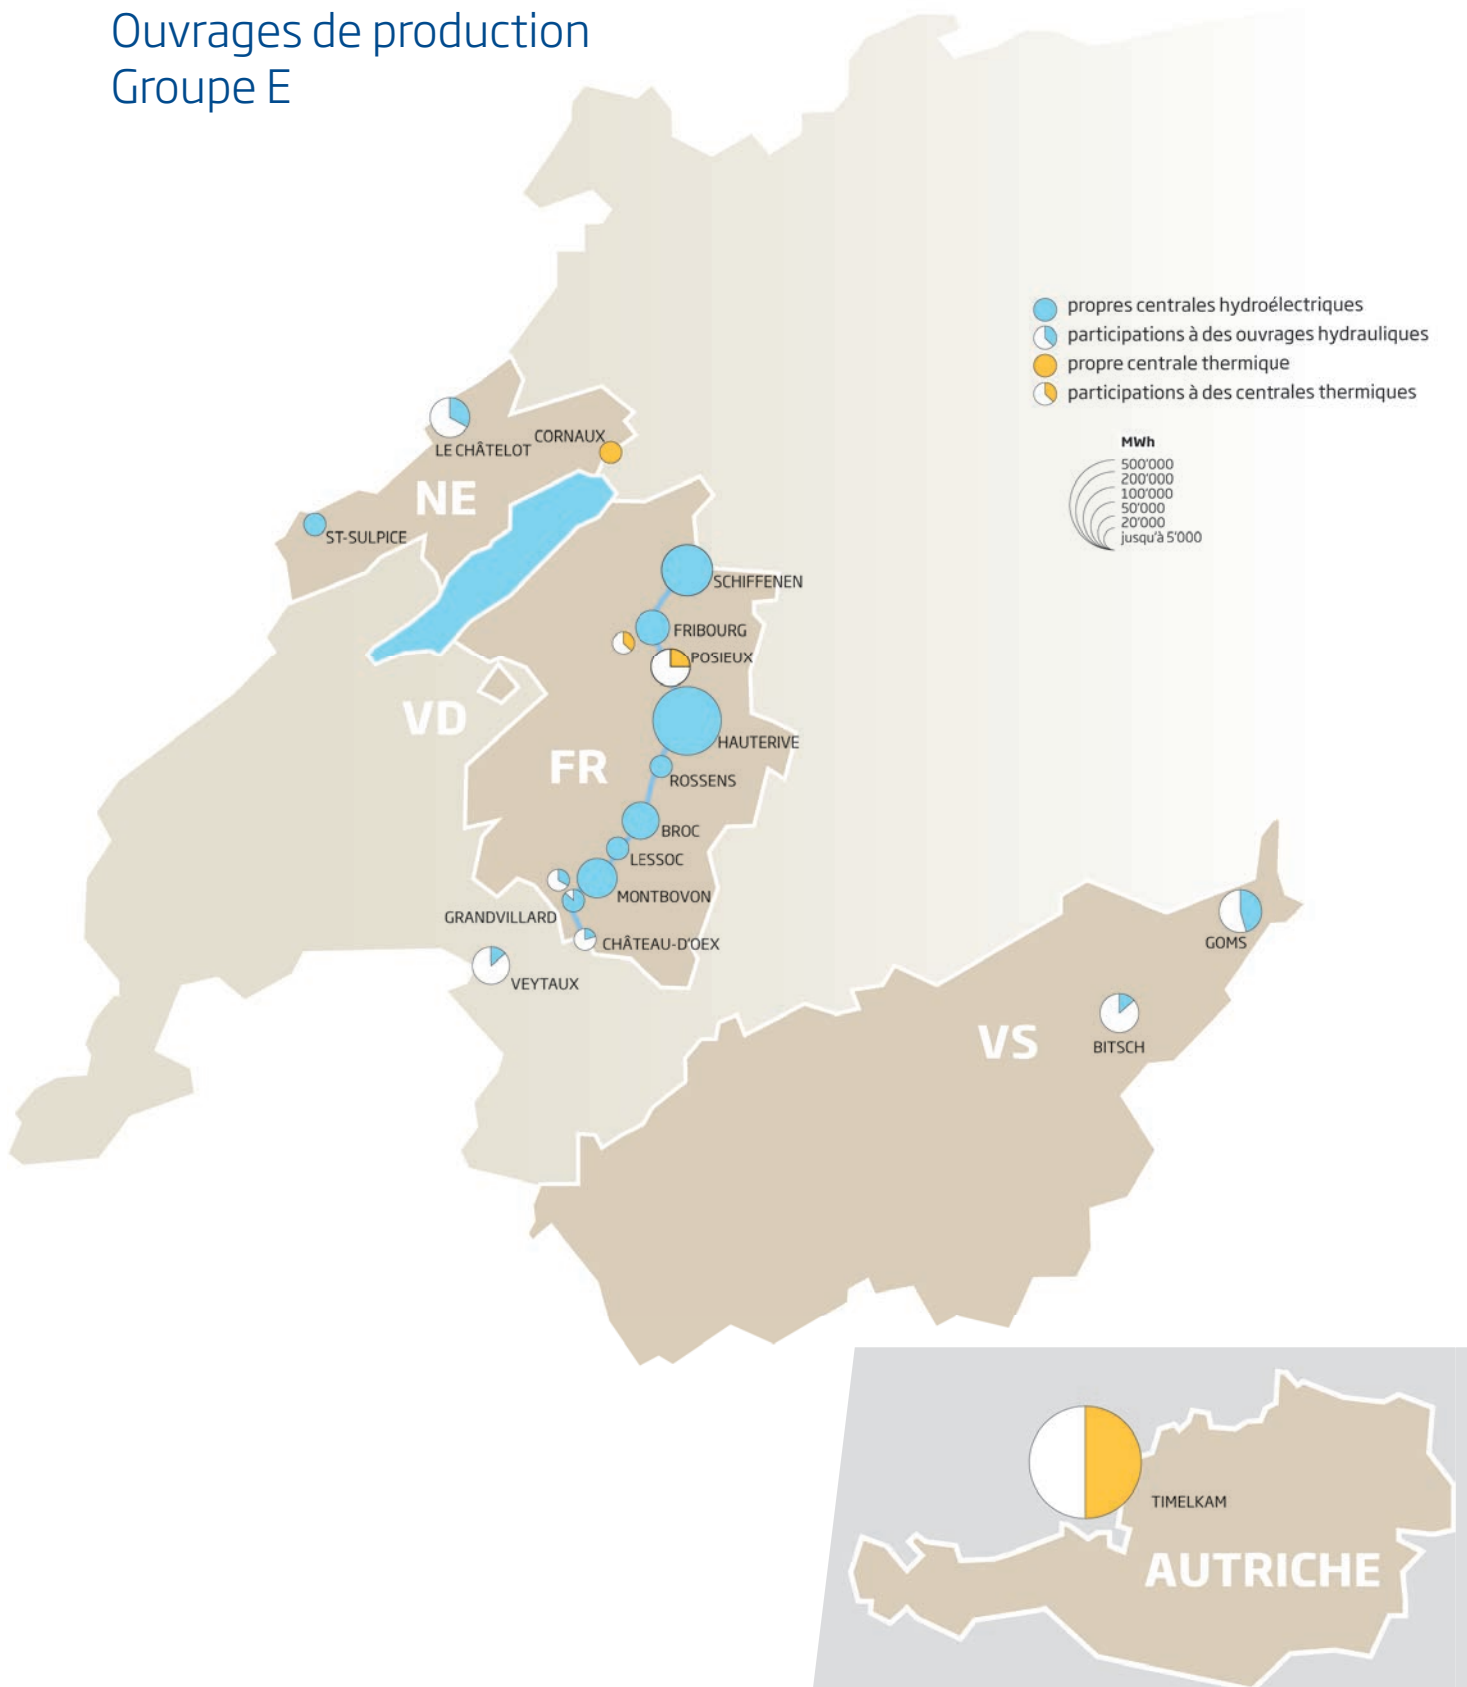 Ouvrages de production
Groupe E
propres centrales hydroélectriques
participations à des ouvrages hydrauliques
propre centrale thermique
participations à des centrales thermiques
MWh
500'000
200'000
100'000
50'000
20'000
jusqu'à 5'000
CORNAUX
LE CHÂTELOT
NE
ST-SULPICE
SCHIFFENEN
FRIBOURG
POSIEUX
VD
HAUTERIVE
FR
ROSSENS
BROC
LESSOC
MONTBOVON
GRANDVILLARD
CHÂTEAU-D'OEX
VEYTAUX
GOMS
VS
BITSCH
TIMELKAM
AUTRICHE